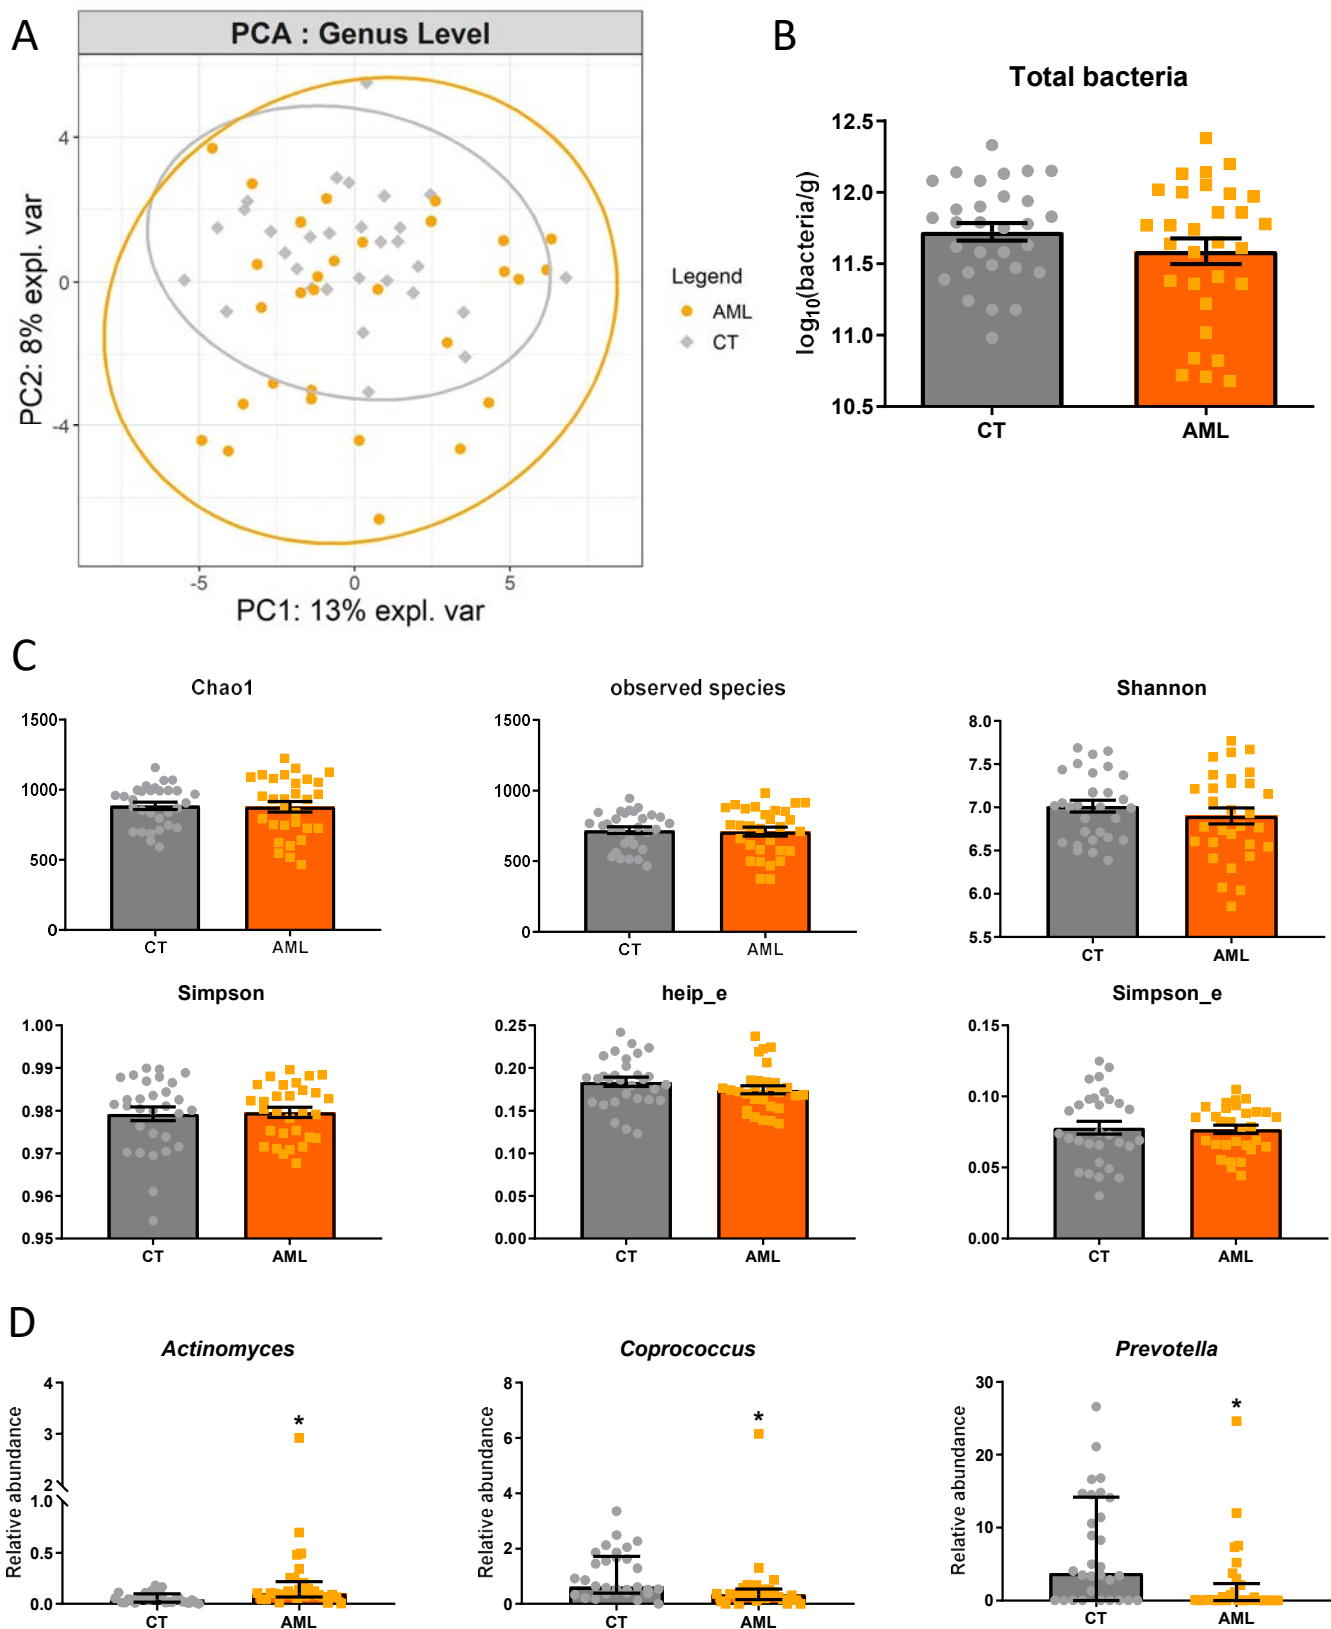 A
PCA : Genus Level
4
0
-4
PC2: 8% expl. var
-5 0 5
PC1: 13% expl. var
Legend
AML
CT
B
Total bacteria
log10(bacteria/g)
12.5
12.0
11.5
11.0
10.5
CT AML
C
Chao1
1500
1000
500
0
CT AML
observed species
1500
1000
500
0
CT AML
Shannon
8.0
7.5
7.0
6.5
6.0
5.5
CT AML
Simpson
1.00
0.99
0.98
0.97
0.96
0.95
CT AML
heip_e
0.25
0.20
0.15
0.10
0.05
0.00
CT AML
Simpson_e
0.15
0.10
0.05
0.00
CT AML
D
Actinomyces
Relative abundance
4
3
2
1.0
0.5
0.0
*
CT AML
Coprococcus
Relative abundance
8
6
4
2
0
*
CT AML
Prevotella
Relative abundance
30
20
10
0
*
CT AML